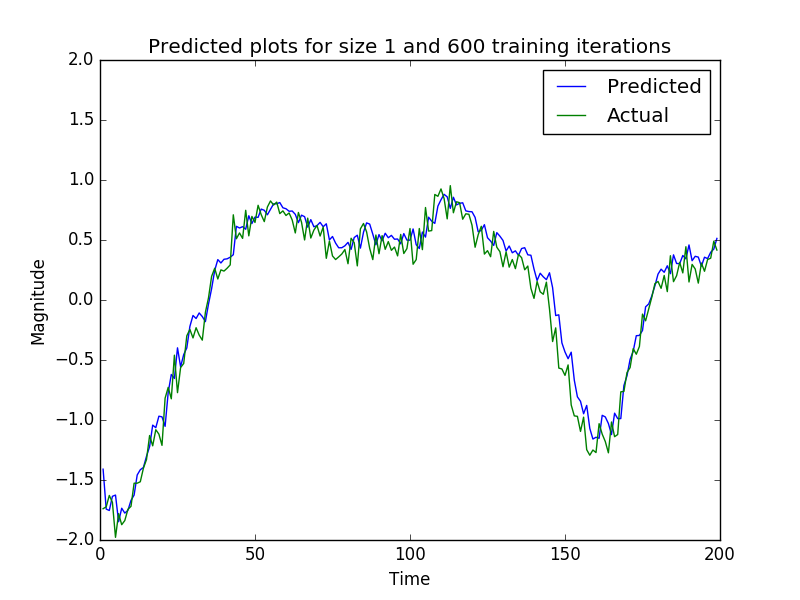 Predicted plots for size 1 and 600 training iterations
2.0
1.5
1.0
0.5
0.0
−0.5
−1.0
−1.5
−2.0
Magnitude
Predicted
Actual
0
50
100
150
200
Time